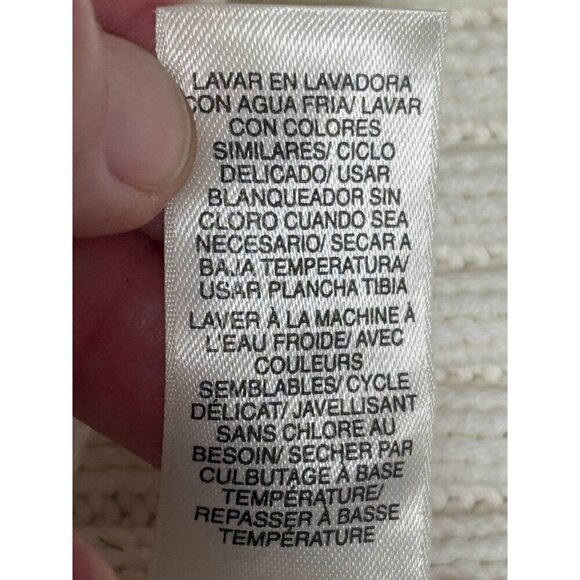 LAVAR EN LAVADORA
CON AGUA FRIA/ LAVAR
CON COLORES
SIMILARES/ CICLO
DELICADO/ USAR
BLANQUEADOR SIN
CLORO CUANDO SEA
NECESARIO/ SECAR A
BAJA TEMPERATURA/
USAR PLANCHA TIBIA
LAVER À LA MACHINE À
L'EAU FROIDE/ AVEC
COULEURS
SEMBLABLES/ CYCLE
DÉLICAT/ JAVELLISANT
SANS CHLORE AU
BESOIN/ SECHER PAR
CULBUTAGE À BASE
TEMPÉRATURE/
REPASSER À BASSE
TEMPÉRATURE